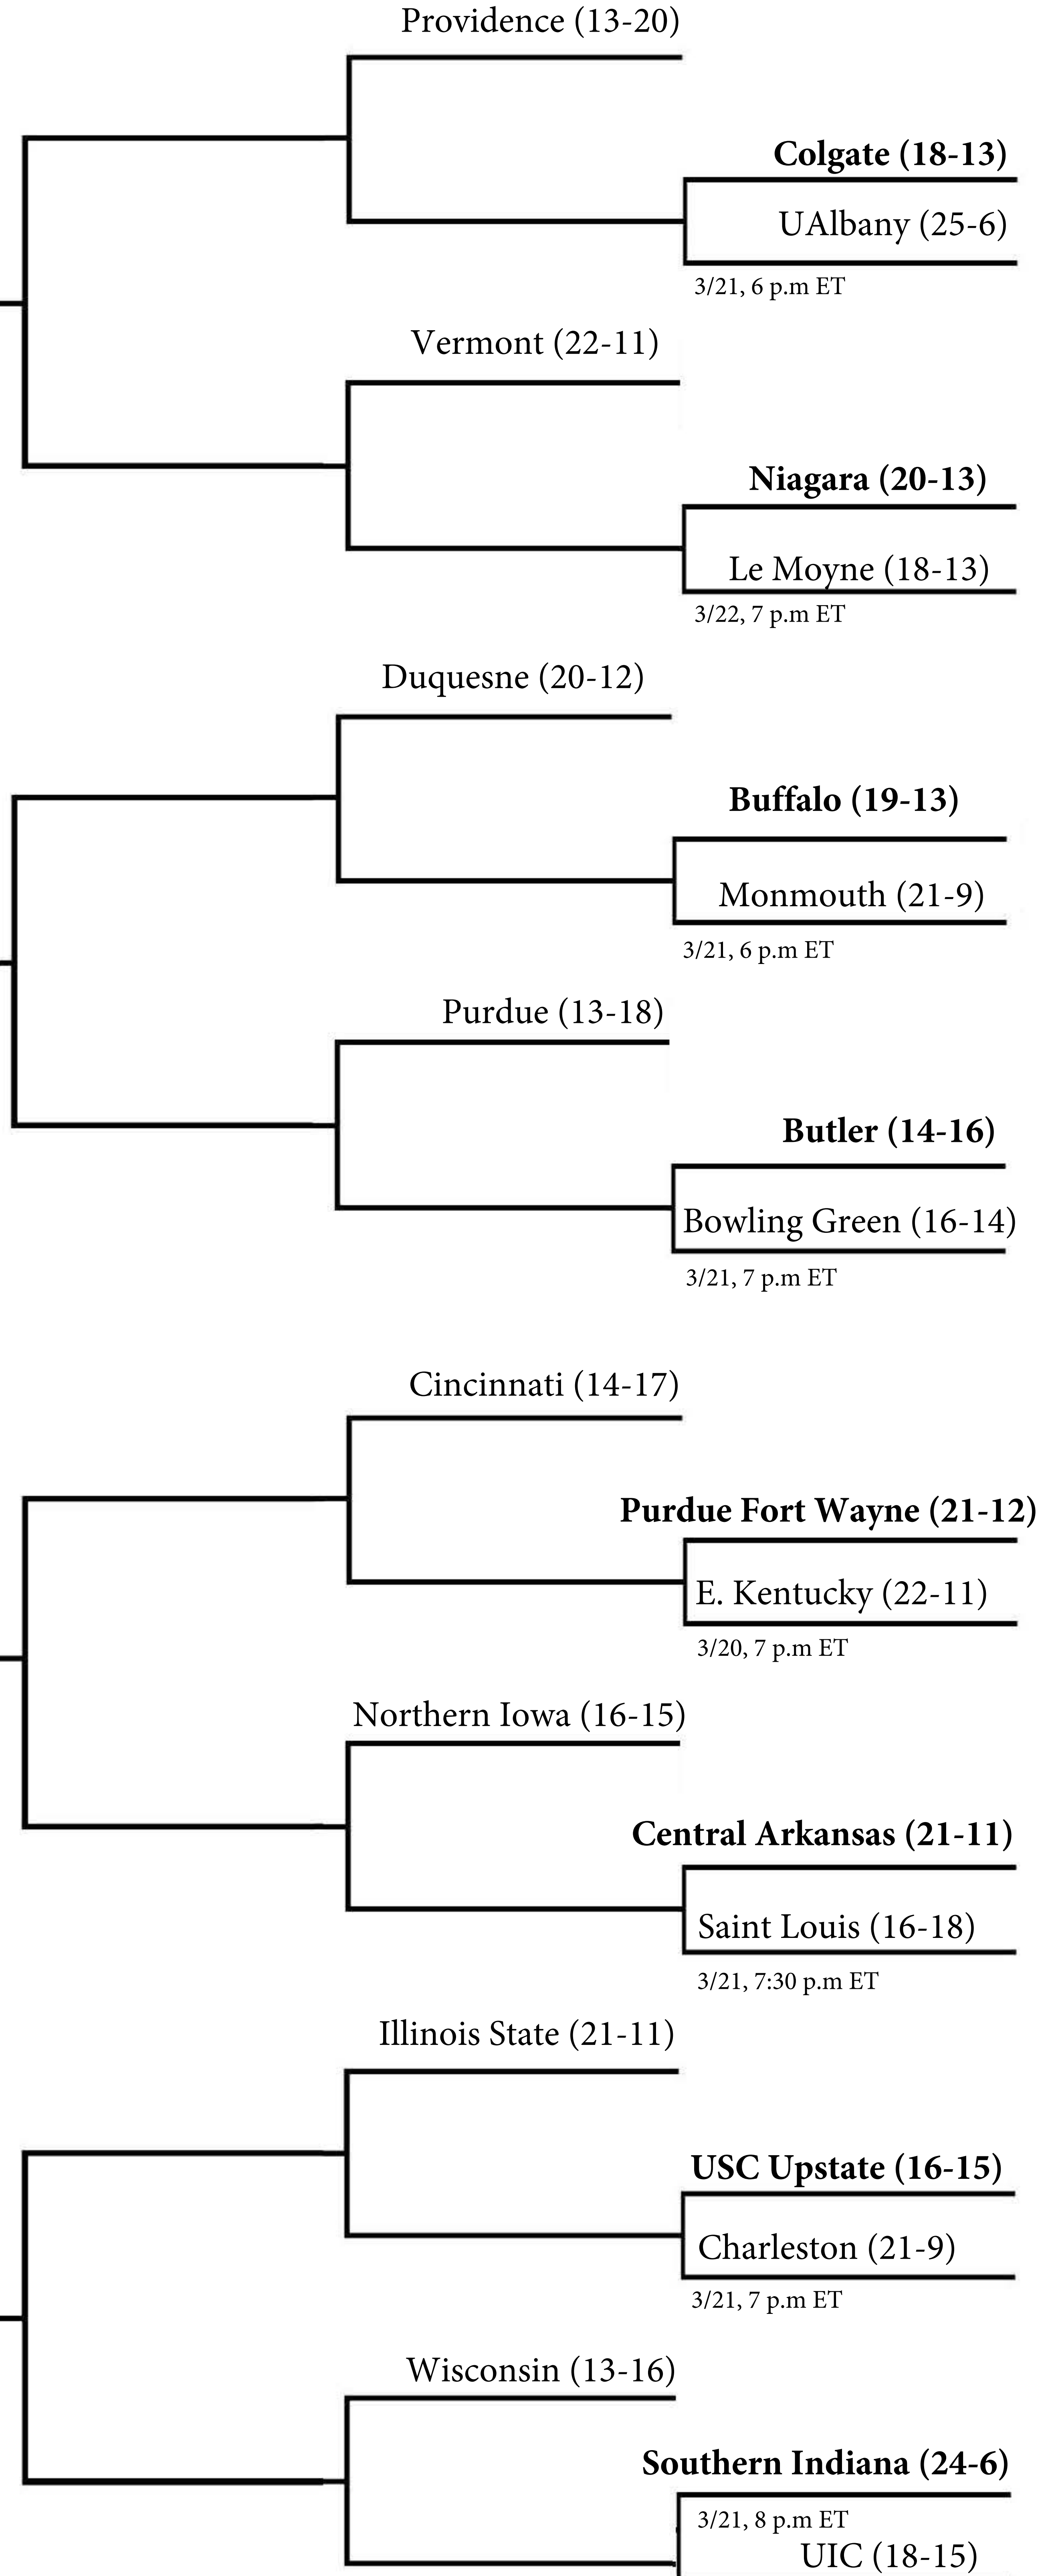 Providence (13-20)
Colgate (18-13)
UAlbany (25-6)
3/21, 6 p.m ET
Vermont (22-11)
Niagara (20-13)
Le Moyne (18-13)
3/22, 7 p.m ET
Duquesne (20-12)
Buffalo (19-13)
Monmouth (21-9)
3/21, 6 p.m ET
Purdue (13-18)
Butler (14-16)
Bowling Green (16-14)
3/21, 7 p.m ET
Cincinnati (14-17)
Purdue Fort Wayne (21-12)
E. Kentucky (22-11)
3/20, 7 p.m ET
Northern Iowa (16-15)
Central Arkansas (21-11)
Saint Louis (16-18)
3/21, 7:30 p.m ET
Illinois State (21-11)
USC Upstate (16-15)
Charleston (21-9)
3/21, 7 p.m ET
Wisconsin (13-16)
Southern Indiana (24-6)
3/21, 8 p.m ET
UIC (18-15)